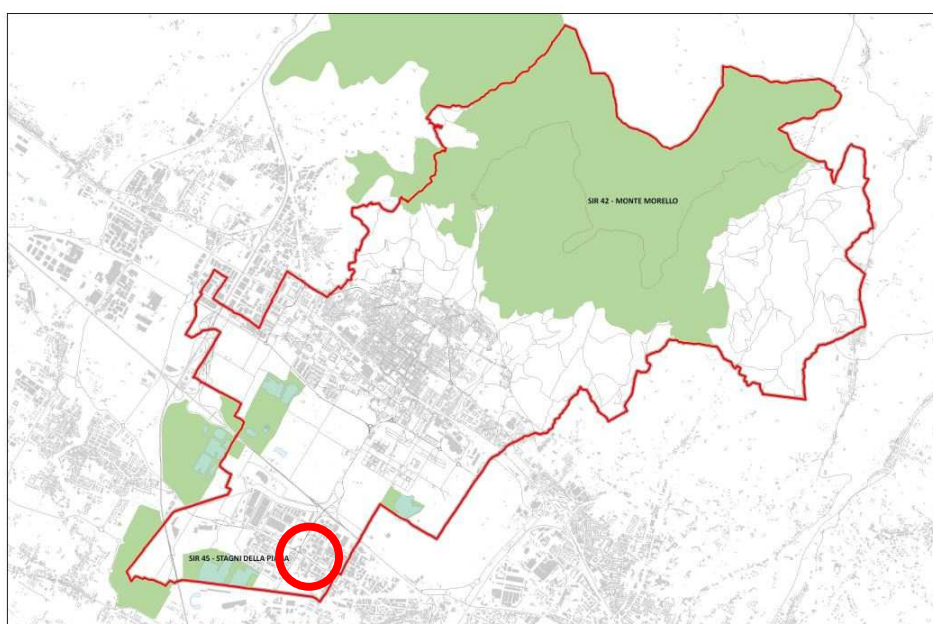 SIR 42 - MONTE MORELLO
SIR 45 - STAGNI DELLA PIANA